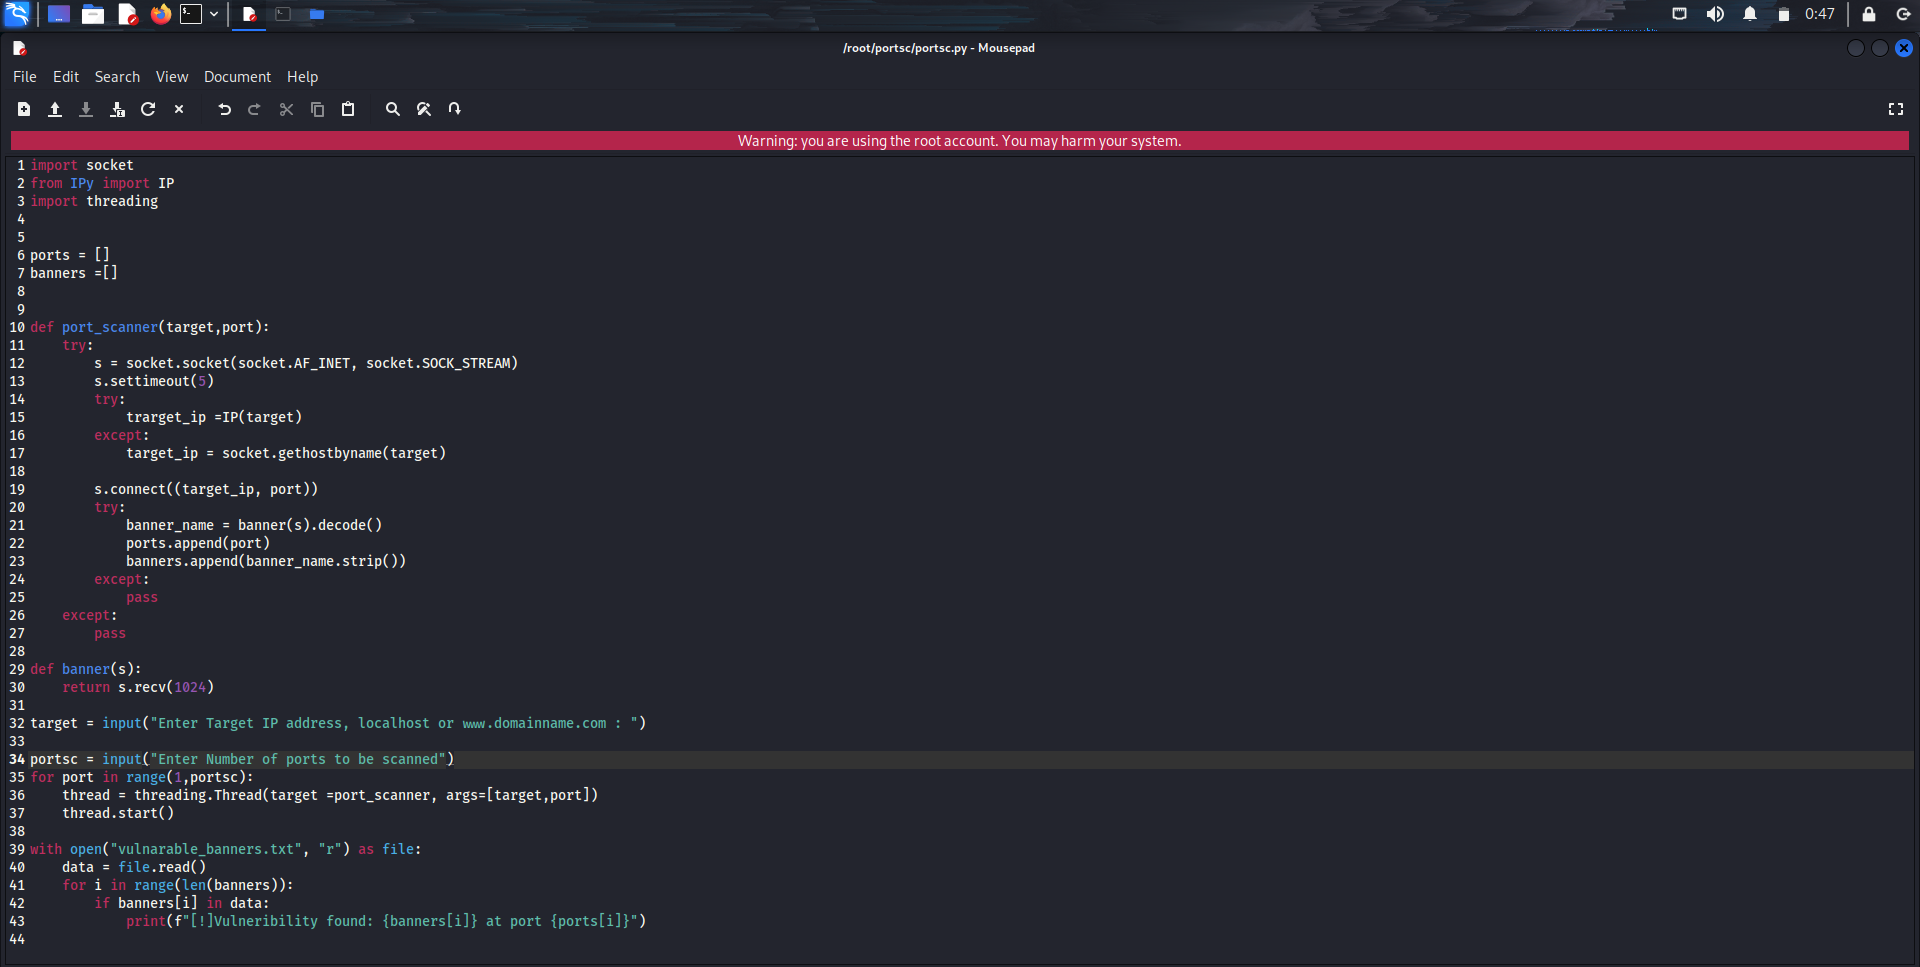 0:47
/root/portsc/portsc.py - Mousepad
File Edit Search View Document Help
Warning: you are using the root account. You may harm your system.
1 import socket
2 from IPy import IP
3 import threading
4
5
6 ports = []
7 banners =[]
8
9
10 def port_scanner(target,port):
11     try:
12         s = socket.socket(socket.AF_INET, socket.SOCK_STREAM)
13         s.settimeout(5)
14         try:
15             trarget_ip =IP(target)
16         except:
17             target_ip = socket.gethostbyname(target)
18
19         s.connect((target_ip, port))
20         try:
21             banner_name = banner(s).decode()
22             ports.append(port)
23             banners.append(banner_name.strip())
24         except:
25             pass
26     except:
27         pass
28
29 def banner(s):
30     return s.recv(1024)
31
32 target = input("Enter Target IP address, localhost or www.domainname.com : ")
33
34 portsc = input("Enter Number of ports to be scanned")
35 for port in range(1,portsc):
36     thread = threading.Thread(target =port_scanner, args=[target,port])
37     thread.start()
38
39 with open("vulnarable_banners.txt", "r") as file:
40     data = file.read()
41     for i in range(len(banners)):
42         if banners[i] in data:
43             print(f"[!]Vulneribility found: {banners[i]} at port {ports[i]}")
44